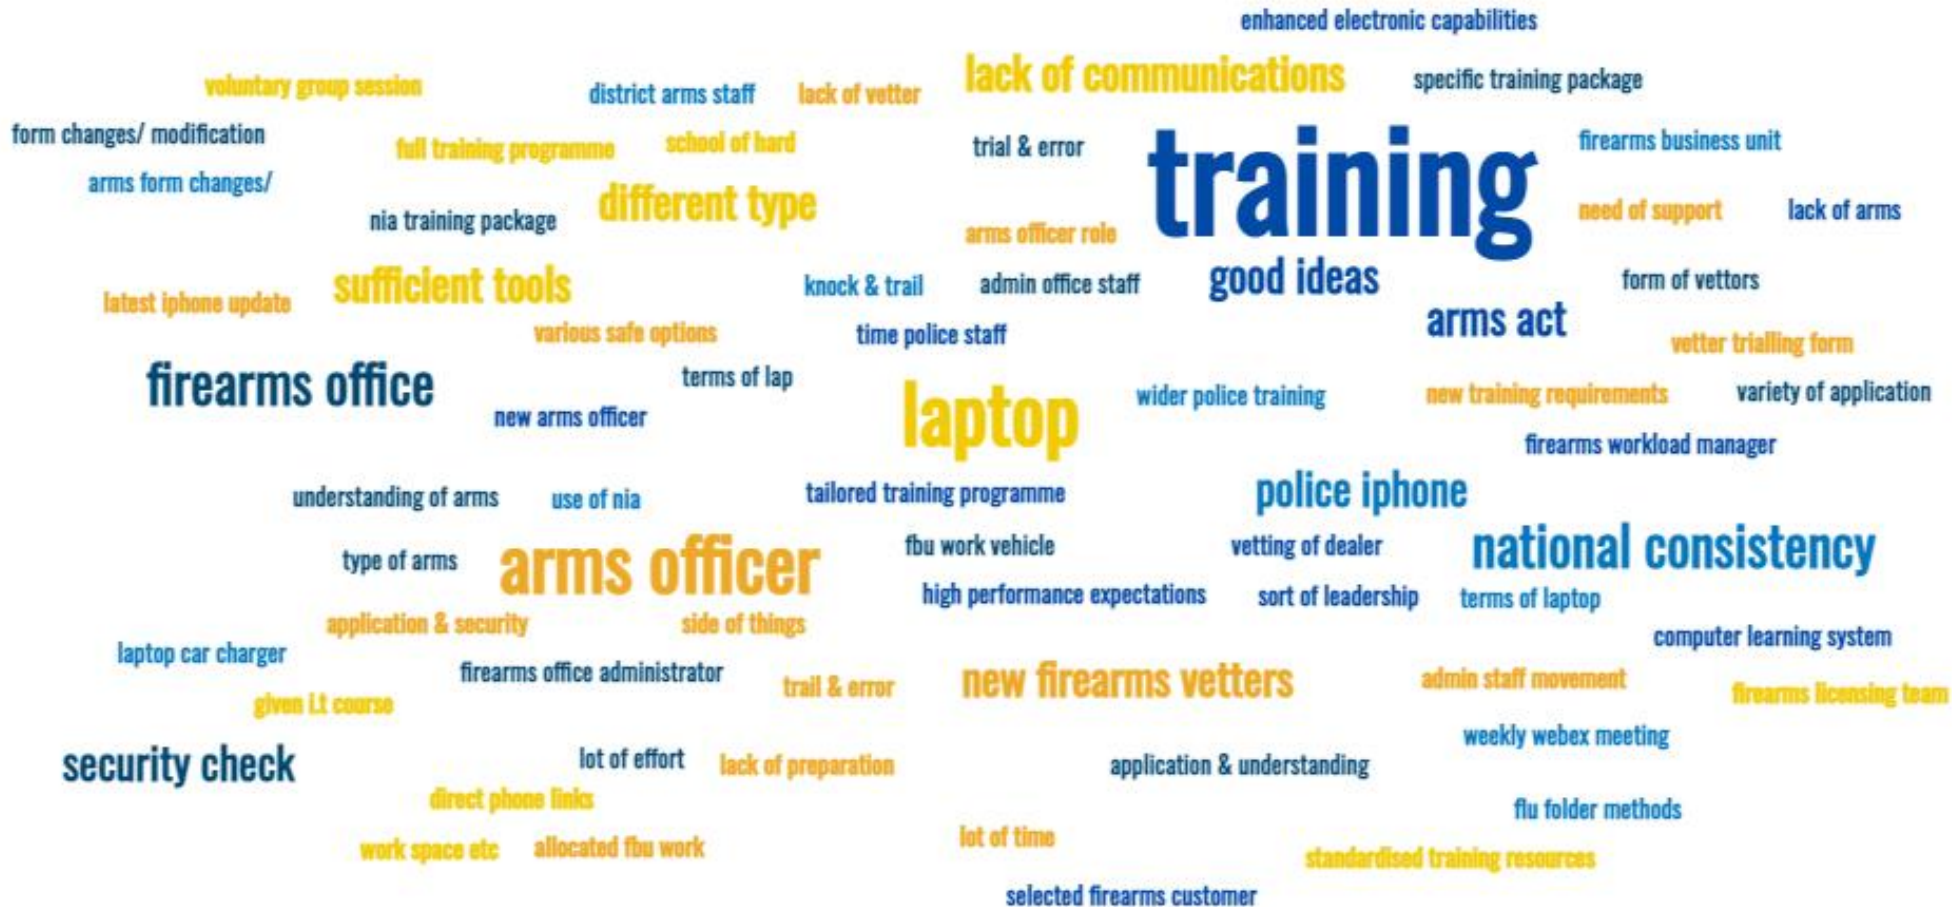 enhanced electronic capabilities
voluntary group session
district arms staff
lack of vetter
lack of communications
specific training package
form changes/ modification
full training programme
school of hard
trial & error
training
firearms business unit
arms form changes/
nia training package
different type
arms officer role
need of support
lack of arms
latest iphone update
sufficient tools
knock & trail
admin office staff
good ideas
form of vettors
various safe options
time police staff
arms act
vetter trialling form
firearms office
terms of lap
new arms officer
laptop
wider police training
new training requirements
variety of application
firearms workload manager
understanding of arms
use of nia
tailored training programme
police iphone
type of arms
arms officer
fbu work vehicle
vetting of dealer
national consistency
high performance expectations
sort of leadership
terms of laptop
application & security
side of things
computer learning system
laptop car charger
firearms office administrator
trail & error
new firearms vetters
admin staff movement
firearms licensing team
given i.t course
weekly webex meeting
security check
lot of effort
lack of preparation
application & understanding
direct phone links
flu folder methods
work space etc
allocated fbu work
lot of time
standardised training resources
selected firearms customer